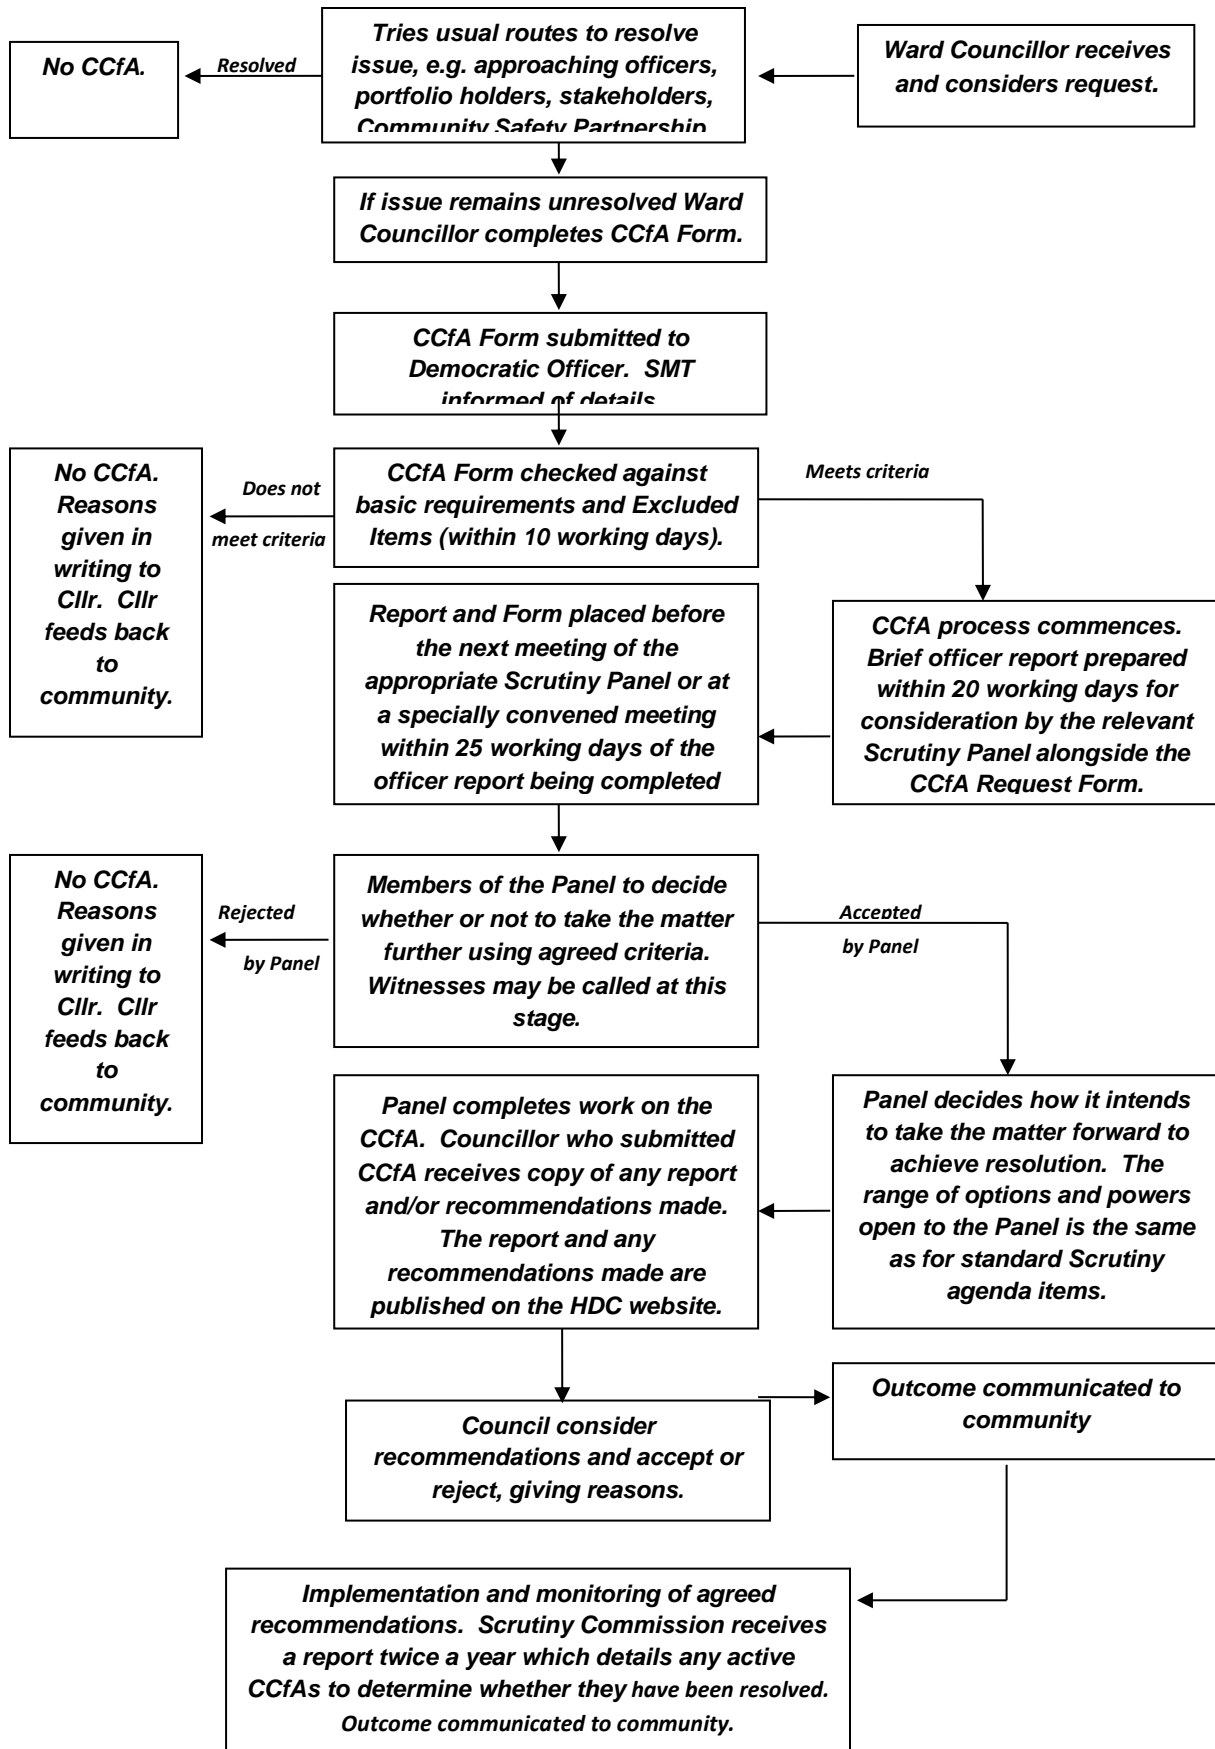 No CCfA.
Resolved
Tries usual routes to resolve
issue, e.g. approaching officers,
portfolio holders, stakeholders,
Community Safety Partnership
Ward Councillor receives
and considers request.
If issue remains unresolved Ward
Councillor completes CCfA Form.
CCfA Form submitted to
Democratic Officer. SMT
informed of details
No CCfA.
Reasons
given in
writing to
Cllr. Cllr
feeds back
to
community.
Does not
meet criteria
CCfA Form checked against
basic requirements and Excluded
Items (within 10 working days).
Meets criteria
CCfA process commences.
Brief officer report prepared
within 20 working days for
consideration by the relevant
Scrutiny Panel alongside the
CCfA Request Form.
Report and Form placed before
the next meeting of the
appropriate Scrutiny Panel or at
a specially convened meeting
within 25 working days of the
officer report being completed
No CCfA.
Reasons
given in
writing to
Cllr. Cllr
feeds back
to
community.
Rejected
by Panel
Members of the Panel to decide
whether or not to take the matter
further using agreed criteria.
Witnesses may be called at this
stage.
Accepted
by Panel
Panel decides how it intends
to take the matter forward to
achieve resolution. The
range of options and powers
open to the Panel is the same
as for standard Scrutiny
agenda items.
Panel completes work on the
CCfA. Councillor who submitted
CCfA receives copy of any report
and/or recommendations made.
The report and any
recommendations made are
published on the HDC website.
Council consider
recommendations and accept or
reject, giving reasons.
Outcome communicated to
community
Implementation and monitoring of agreed
recommendations. Scrutiny Commission receives
a report twice a year which details any active
CCfAs to determine whether they have been resolved.
Outcome communicated to community.